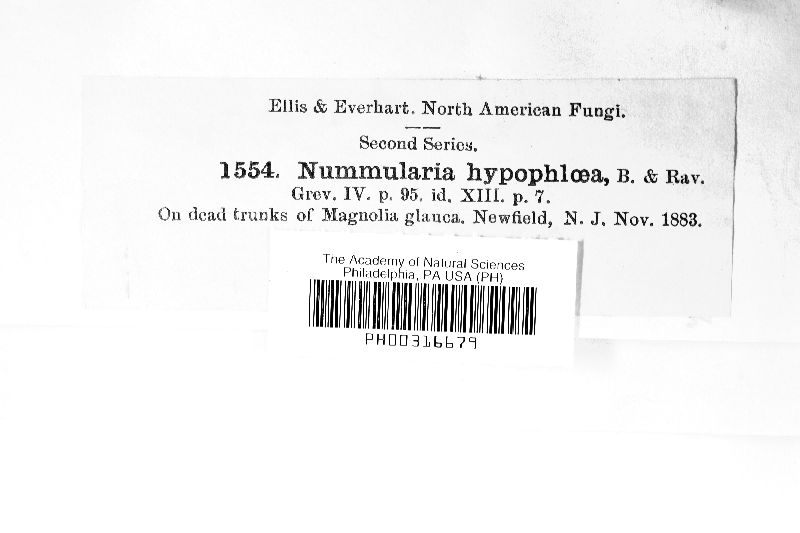 Ellis & Everhart. North American Fungi.
Second Series.
1554. Nummularia hypophlœa, B. & Rav.
Grev. IV. p. 95. id. XIII. p. 7.
On dead trunks of Magnolia glauca. Newfield, N. J. Nov. 1883.
The Academy of Natural Sciences
Philadelphia, PA USA (PH)
PH00316679